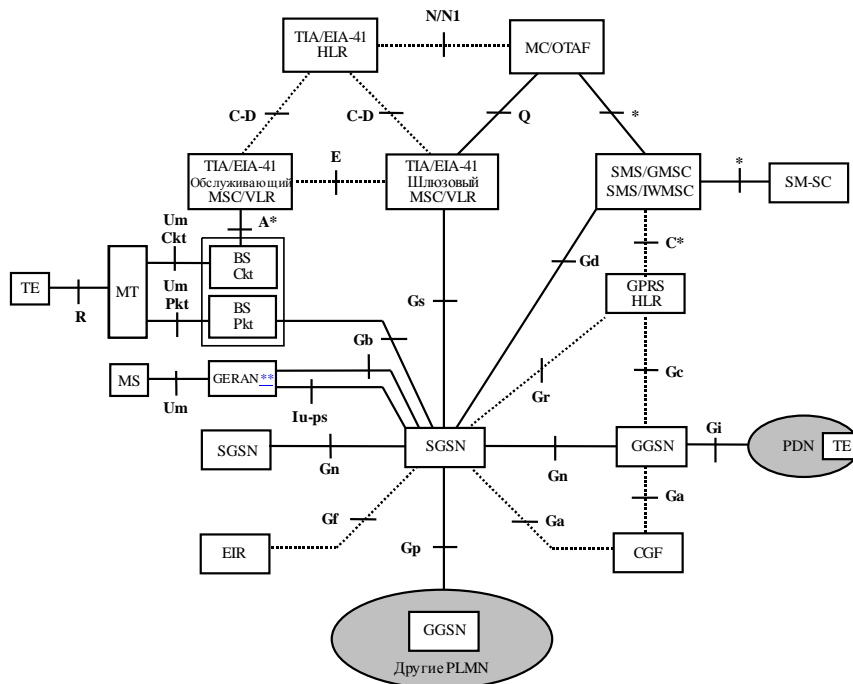 N/N1
TIA/EIA-41
HLR
MC/OTAF
C-D
C-D
Q
*
TIA/EIA-41
Обслуживающий
MSC/VLR
E
TIA/EIA-41
Шлюзовый
MSC/VLR
SMS/GMSC
SMS/IWMSC
*
SM-SC
A*
Um
Ckt
C*
Gd
BS
Ckt
TE
R
MT
Um
Pkt
BS
Pkt
Gs
GPRS
HLR
Gb
MS
Um
GERAN**
Iu-ps
Gr
Gc
SGSN
Gn
SGSN
Gn
GGSN
Gi
PDN
TE
Gf
Ga
Ga
EIR
Gp
CGF
GGSN
Другие PLMN